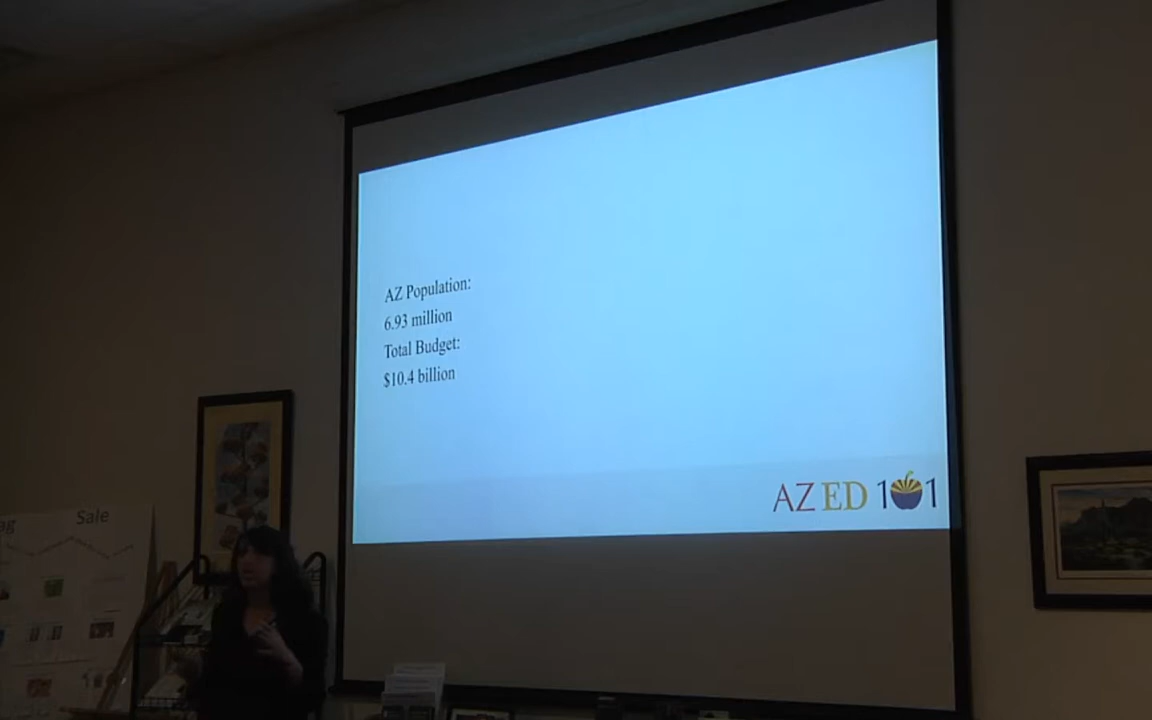 AZ Population:
6.93 million
Total Budget:
$10.4 billion
AZ ED 101
Sale